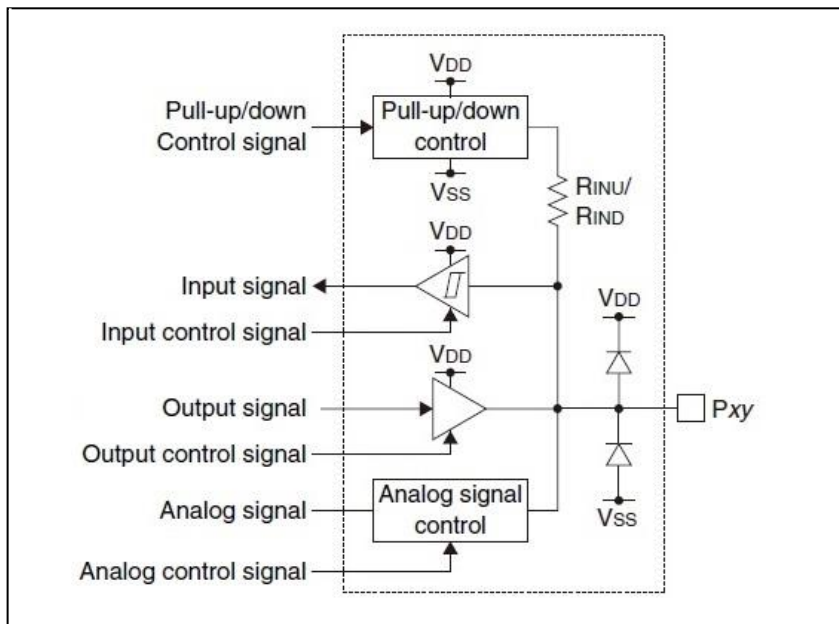 VDD
Pull-up/down
Control signal
Pull-up/down
control
VSS
RINU/
RIND
VDD
Input signal
Input control signal
VDD
VDD
Output signal
Pxy
Output control signal
Analog signal
Analog signal
control
VSS
Analog control signal